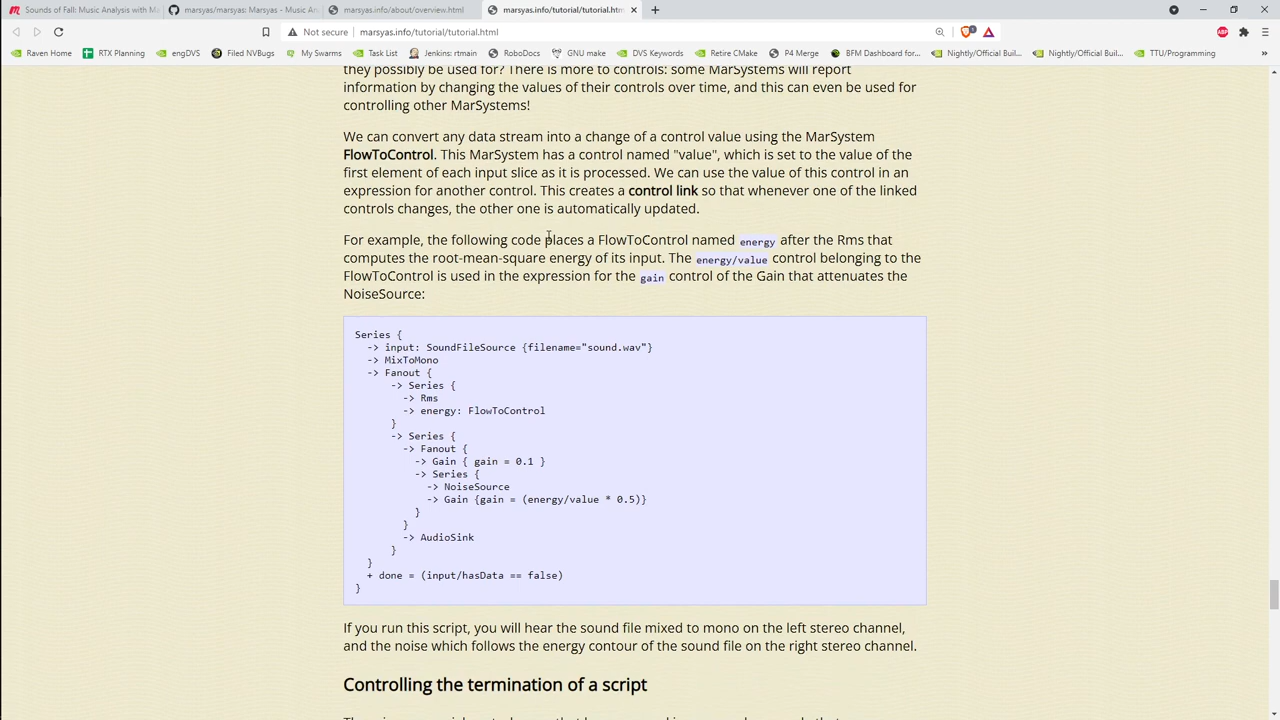 Sounds of Fall: Music Analysis with Ma
marsyas/marsyas: Marsyas - Music An
marsyas.info/about/overview.html
marsyas.info/tutorial/tutorial.htm
Not secure
marsyas.info/tutorial/tutorial.html
Raven Home
RTX Planning
engDVS
Filed NVBugs
My Swarms
Task List
Jenkins: rtmain
RoboDocs
GNU make
DVS Keywords
Retire CMake
P4 Merge
BFM Dashboard for...
Nightly/Official Buil...
Nightly/Official Buil...
TTU/Programming
they possibly be used for? There is more to controls: some MarSystems will report
information by changing the values of their controls over time, and this can even be used for
controlling other MarSystems!
We can convert any data stream into a change of a control value using the MarSystem
FlowToControl. This MarSystem has a control named "value", which is set to the value of the
first element of each input slice as it is processed. We can use the value of this control in an
expression for another control. This creates a control link so that whenever one of the linked
controls changes, the other one is automatically updated.
For example, the following code places a FlowToControl named energy after the Rms that
computes the root-mean-square energy of its input. The energy/value control belonging to the
FlowToControl is used in the expression for the gain control of the Gain that attenuates the
NoiseSource:
Series {
-> input: SoundFileSource {filename="sound.wav"}
-> MixToMono
-> Fanout {
-> Series {
-> Rms
-> energy: FlowToControl
}
-> Series {
-> Fanout {
-> Gain { gain = 0.1 }
-> Series {
-> NoiseSource
-> Gain {gain = (energy/value * 0.5)}
}
}
-> AudioSink
}
}
+ done = (input/hasData == false)
}
If you run this script, you will hear the sound file mixed to mono on the left stereo channel,
and the noise which follows the energy contour of the sound file on the right stereo channel.
Controlling the termination of a script